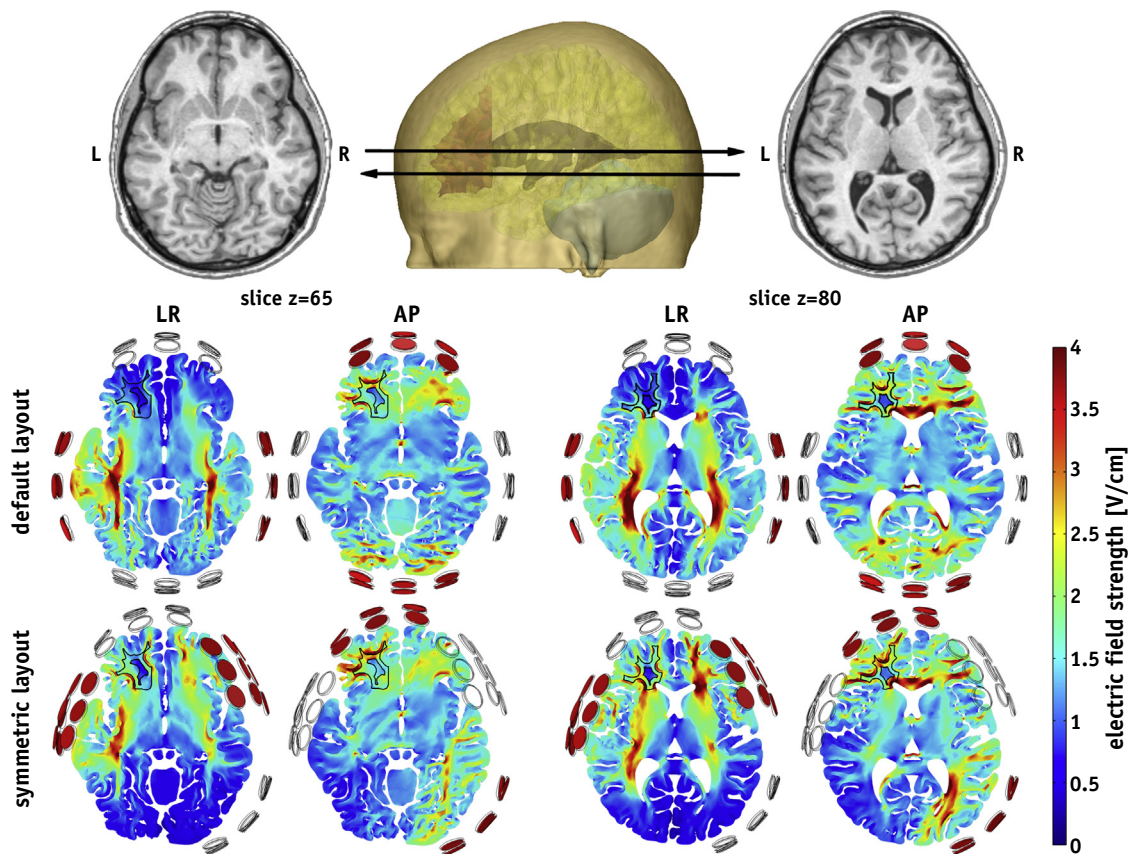 L
R
L
R
slice z=65
slice z=80
LR
AP
LR
AP
default layout
symmetric layout
4
3.5
3
2.5
2
1.5
1
0.5
0
electric field strength [V/cm]